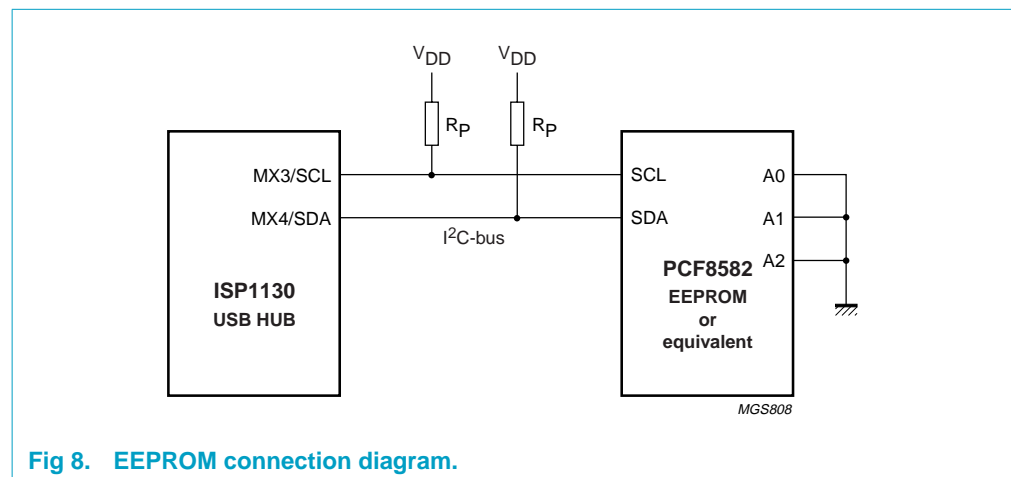 VDD VDD
RP RP
MX3/SCL SCL A0
MX4/SDA SDA A1
I2C-bus
A2
PCF8582
ISP1130 EEPROM
USB HUB or
equivalent
MGS808
Fig 8. EEPROM connection diagram.